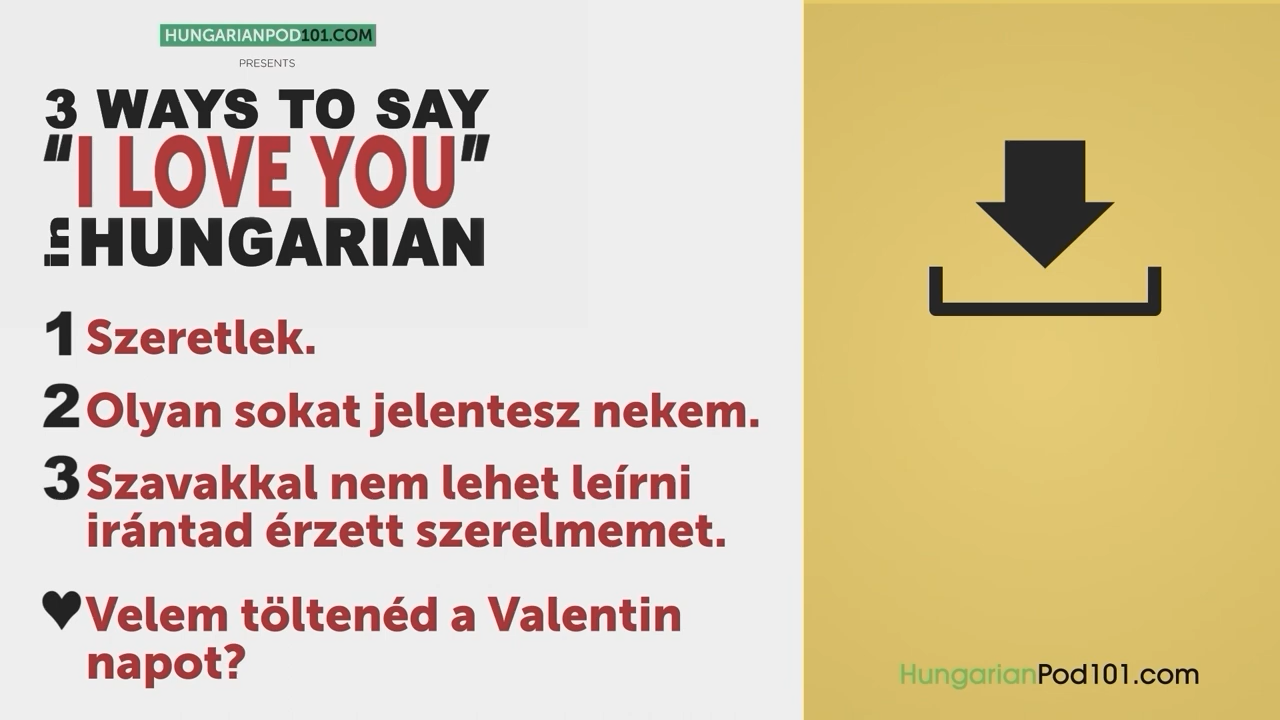 HUNGARIANPOD101.COM
PRESENTS
3 WAYS TO SAY
"I LOVE YOU"
in HUNGARIAN
1 Szeretlek.
2 Olyan sokat jelentesz nekem.
3 Szavakkal nem lehet leírni
irántad érzett szerelmemet.
♥ Velem töltenéd a Valentin
napot?
HungarianPod101.com